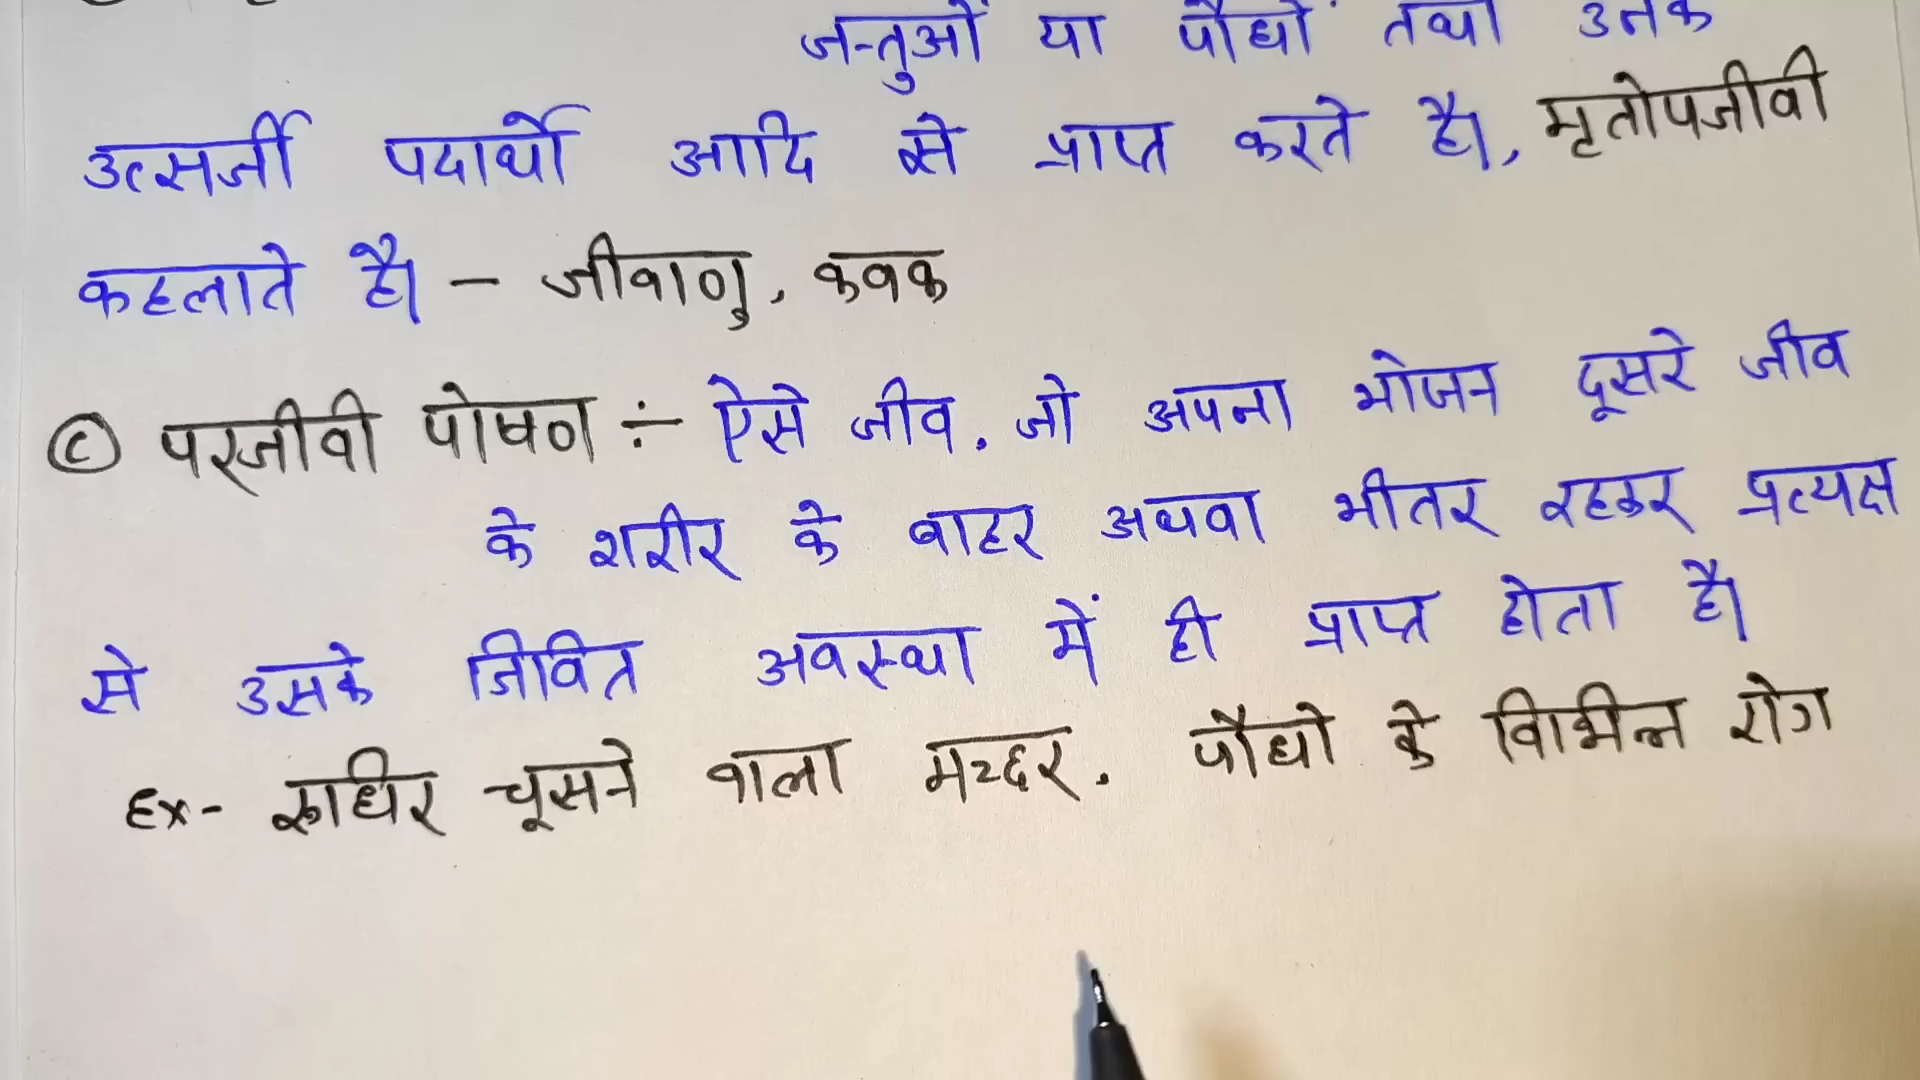 जन्तुओं या पौधों तथा उनके
उत्सर्जी पदार्थों आदि से प्राप्त करते है।, मृतोपजीवी
कहलाते है। - जीवाणु, कवक
© परजीवी पोषण ÷ ऐसे जीव, जो अपना भोजन दूसरे जीव
के शरीर के बाहर अथवा भीतर रहकर प्रत्यक्ष
से उसके जिवित अवस्था में ही प्राप्त होता है।
Ex- रूधिर चूसने वाला मच्छर, पौधो के विभिन्न रोग